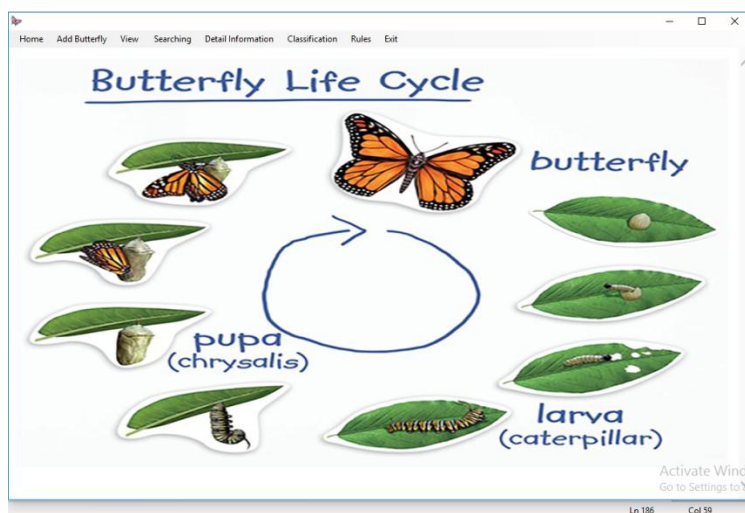 Home Add Butterfly View Searching Detail Information Classification Rules Exit
Butterfly Life Cycle
butterfly
pupa
(chrysalis)
larva
(caterpillar)
Activate Wind
Go to Settings to
Ln 186 Col 59